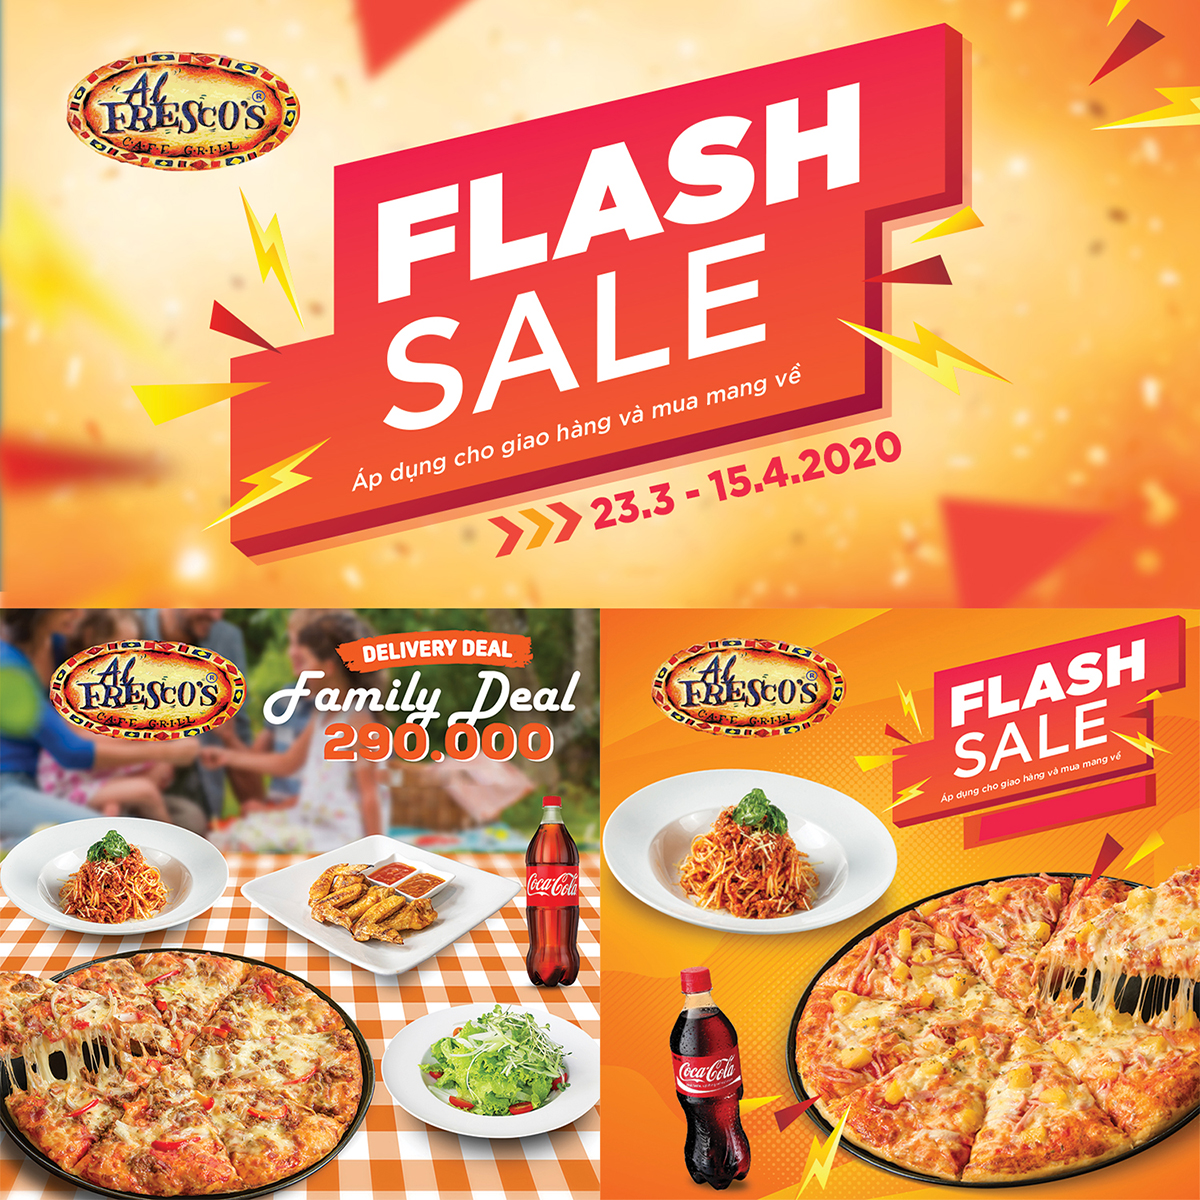 AL
FRESCO'S®
CAFE GRILL
FLASH
SALE
Áp dụng cho giao hàng và mua mang về
23.3 - 15.4.2020
AL
FRESCO'S®
CAFE GRILL
DELIVERY DEAL
Family Deal
290.000
Coca-Cola
AL
FRESCO'S®
CAFE GRILL
FLASH
SALE
Áp dụng cho giao hàng và mua mang về
Coca-Cola